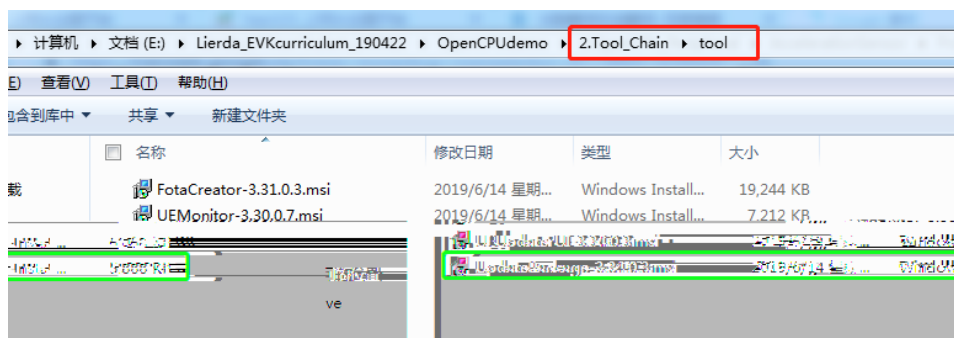 ▸ 计算机 ▸ 文档 (E:) ▸ Lierda_EVKcurriculum_190422 ▸ OpenCPUdemo ▸ 2.Tool_Chain ▸ tool
E) 查看(V) 工具(T) 帮助(H)
包含到库中 ▼ 共享 ▼ 新建文件夹
名称 修改日期 类型 大小
载 FotaCreator-3.31.0.3.msi 2019/6/14 星期... Windows Install... 19,244 KB
UEMonitor-3.30.0.7.msi 2019/6/14 星期... Windows Install... 7,212 KB
ve